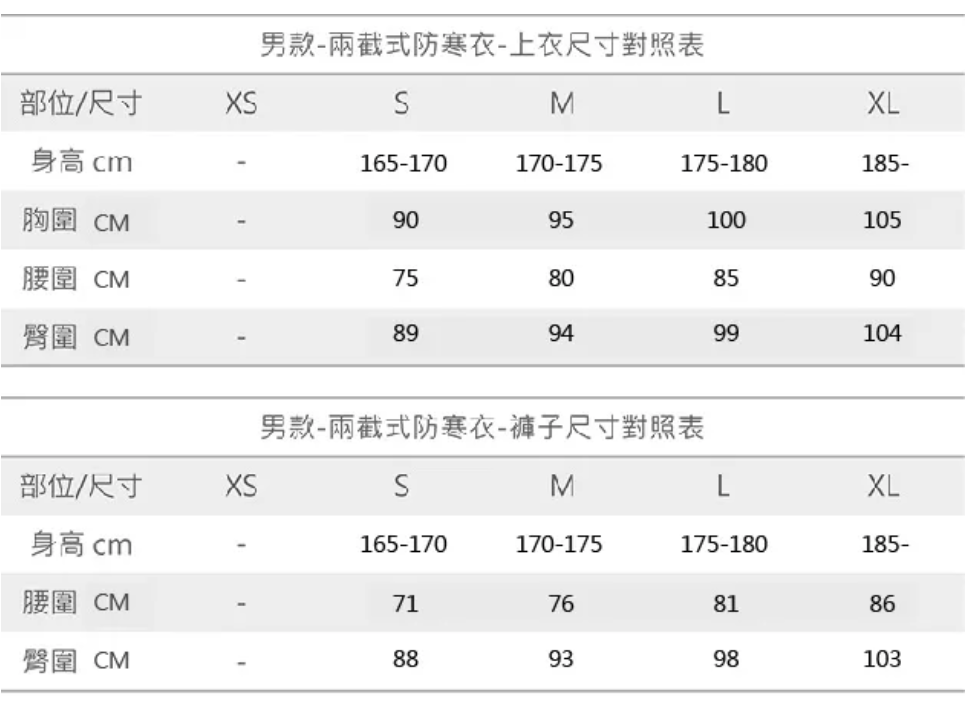 男款-兩截式防寒衣-上衣尺寸對照表
部位/尺寸 XS S M L XL
身高 cm - 165-170 170-175 175-180 185-
胸圍 CM - 90 95 100 105
腰圍 CM - 75 80 85 90
臀圍 CM - 89 94 99 104
男款-兩截式防寒衣-褲子尺寸對照表
部位/尺寸 XS S M L XL
身高 cm - 165-170 170-175 175-180 185-
腰圍 CM - 71 76 81 86
臀圍 CM - 88 93 98 103